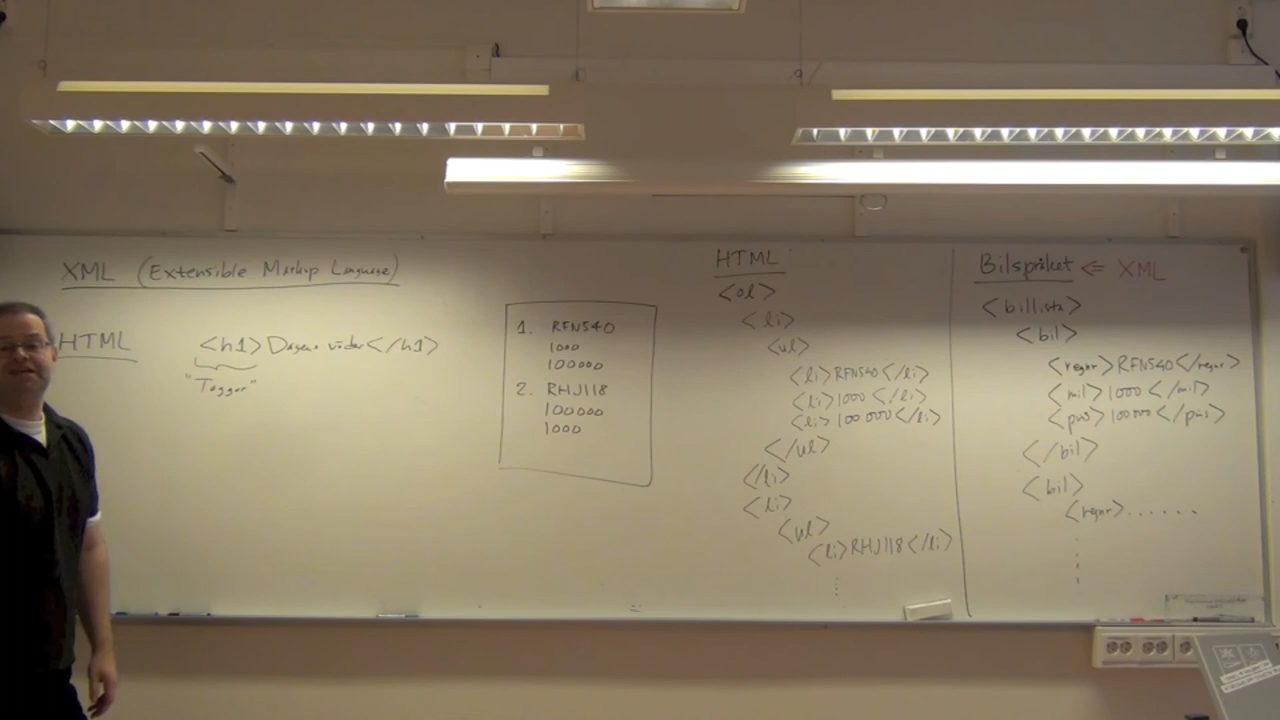 XML (Extensible Markup Language)
HTML <h1>Dagens väder</h1>
"Taggar"
1. RFN540
1000
100000
2. RHJ118
100000
1000
HTML
<ol>
<li>
<ul>
<li>RFN540</li>
<li>1000</li>
<li>100000</li>
</ul>
</li>
<li>
<ul>
<li>RHJ118</li>
⋮
Bilspråket <= XML
<billista>
<bil>
<regnr>RFN540</regnr>
<mil>1000</mil>
<pris>100000</pris>
</bil>
<bil>
<regnr>......
⋮